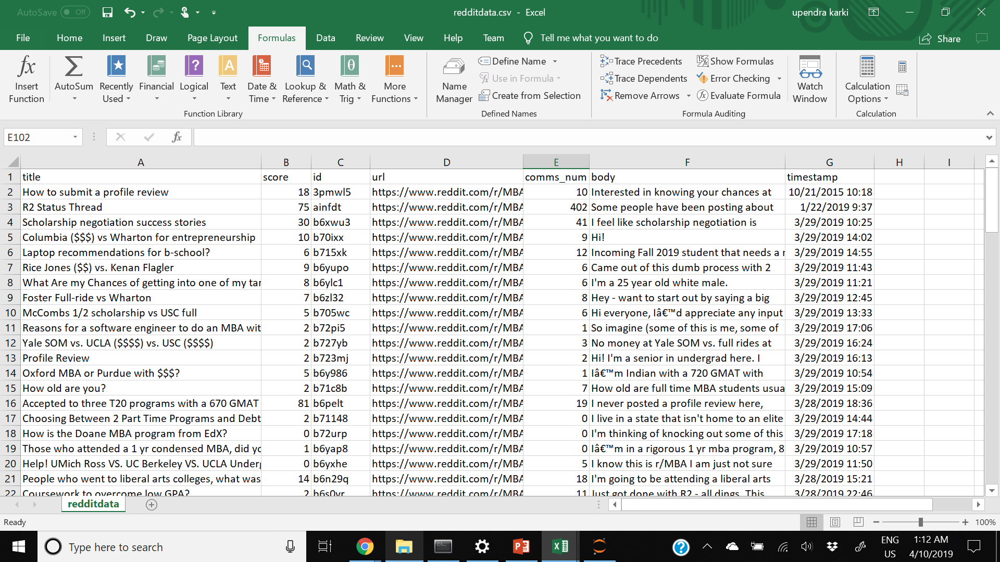 AutoSave Off redditdata.csv - Excel upendra karki
File Home Insert Draw Page Layout Formulas Data Review View Help Team Tell me what you want to do Share
Insert Function
AutoSum
Recently Used
Financial
Logical
Text
Date & Time
Lookup & Reference
Math & Trig
More Functions
Function Library
Name Manager
Define Name
Use in Formula
Create from Selection
Defined Names
Trace Precedents
Trace Dependents
Remove Arrows
Show Formulas
Error Checking
Evaluate Formula
Formula Auditing
Watch Window
Calculation Options
Calculation
E102 fx
A B C D E F G H I
1 title score id url comms_num body timestamp
2 How to submit a profile review 18 3pmwl5 https://www.reddit.com/r/MBA 10 Interested in knowing your chances at 10/21/2015 10:18
3 R2 Status Thread 75 ainfdt https://www.reddit.com/r/MBA 402 Some people have been posting about 1/22/2019 9:37
4 Scholarship negotiation success stories 30 b6xwu3 https://www.reddit.com/r/MBA 41 I feel like scholarship negotiation is 3/29/2019 10:25
5 Columbia ($$$) vs Wharton for entrepreneurship 10 b70ixx https://www.reddit.com/r/MBA 9 Hi! 3/29/2019 14:02
6 Laptop recommendations for b-school? 6 b715xk https://www.reddit.com/r/MBA 12 Incoming Fall 2019 student that needs a 3/29/2019 14:55
7 Rice Jones ($$) vs. Kenan Flagler 9 b6yupo https://www.reddit.com/r/MBA 6 Came out of this dumb process with 2 3/29/2019 11:43
8 What Are my Chances of getting into one of my tar 8 b6ylc1 https://www.reddit.com/r/MBA 6 I'm a 25 year old white male. 3/29/2019 11:21
9 Foster Full-ride vs Wharton 7 b6zl32 https://www.reddit.com/r/MBA 8 Hey - want to start out by saying a big 3/29/2019 12:45
10 McCombs 1/2 scholarship vs USC full 5 b705wc https://www.reddit.com/r/MBA 6 Hi everyone, Iâ€™d appreciate any input 3/29/2019 13:33
11 Reasons for a software engineer to do an MBA wit 2 b72pi5 https://www.reddit.com/r/MBA 1 So imagine (some of this is me, some of 3/29/2019 17:06
12 Yale SOM vs. UCLA ($$$$) vs. USC ($$$$) 2 b727yb https://www.reddit.com/r/MBA 3 No money at Yale SOM vs. full rides at 3/29/2019 16:24
13 Profile Review 2 b723mj https://www.reddit.com/r/MBA 2 Hi! I'm a senior in undergrad here. I 3/29/2019 16:13
14 Oxford MBA or Purdue with $$$? 5 b6y986 https://www.reddit.com/r/MBA 1 Iâ€™m Indian with a 720 GMAT with 3/29/2019 10:54
15 How old are you? 2 b71c8b https://www.reddit.com/r/MBA 7 How old are full time MBA students usua 3/29/2019 15:09
16 Accepted to three T20 programs with a 670 GMAT 81 b6pelt https://www.reddit.com/r/MBA 19 I never posted a profile review here, 3/28/2019 18:36
17 Choosing Between 2 Part Time Programs and Debt 2 b71148 https://www.reddit.com/r/MBA 0 I live in a state that isn't home to an elite 3/29/2019 14:44
18 How is the Doane MBA program from EdX? 0 b72urp https://www.reddit.com/r/MBA 0 I'm thinking of knocking out some of this 3/29/2019 17:18
19 Those who attended a 1 yr condensed MBA, did yo 1 b6yap8 https://www.reddit.com/r/MBA 0 Iâ€™m in a rigorous 1 yr mba program, 8 3/29/2019 10:57
20 Help! UMich Ross VS. UC Berkeley VS. UCLA Underg 0 b6yxhe https://www.reddit.com/r/MBA 5 I know this is r/MBA I am just not sure 3/29/2019 11:50
21 People who went to liberal arts colleges, what was 14 b6n29q https://www.reddit.com/r/MBA 18 I'm going to be attending a liberal arts 3/28/2019 15:21
22 Coursework to overcome low GPA? 2 b6s0vr https://www.reddit.com/r/MBA 11 Just got done with R2 - all dings. This 3/28/2019 22:46
redditdata
Ready 100%
Type here to search ENG US 1:12 AM 4/10/2019